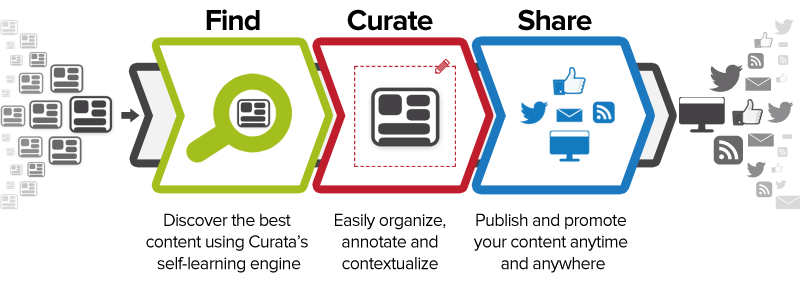 Find
Curate
Share
Discover the best
content using Curata's
self-learning engine
Easily organize,
annotate and
contextualize
Publish and promote
your content anytime
and anywhere